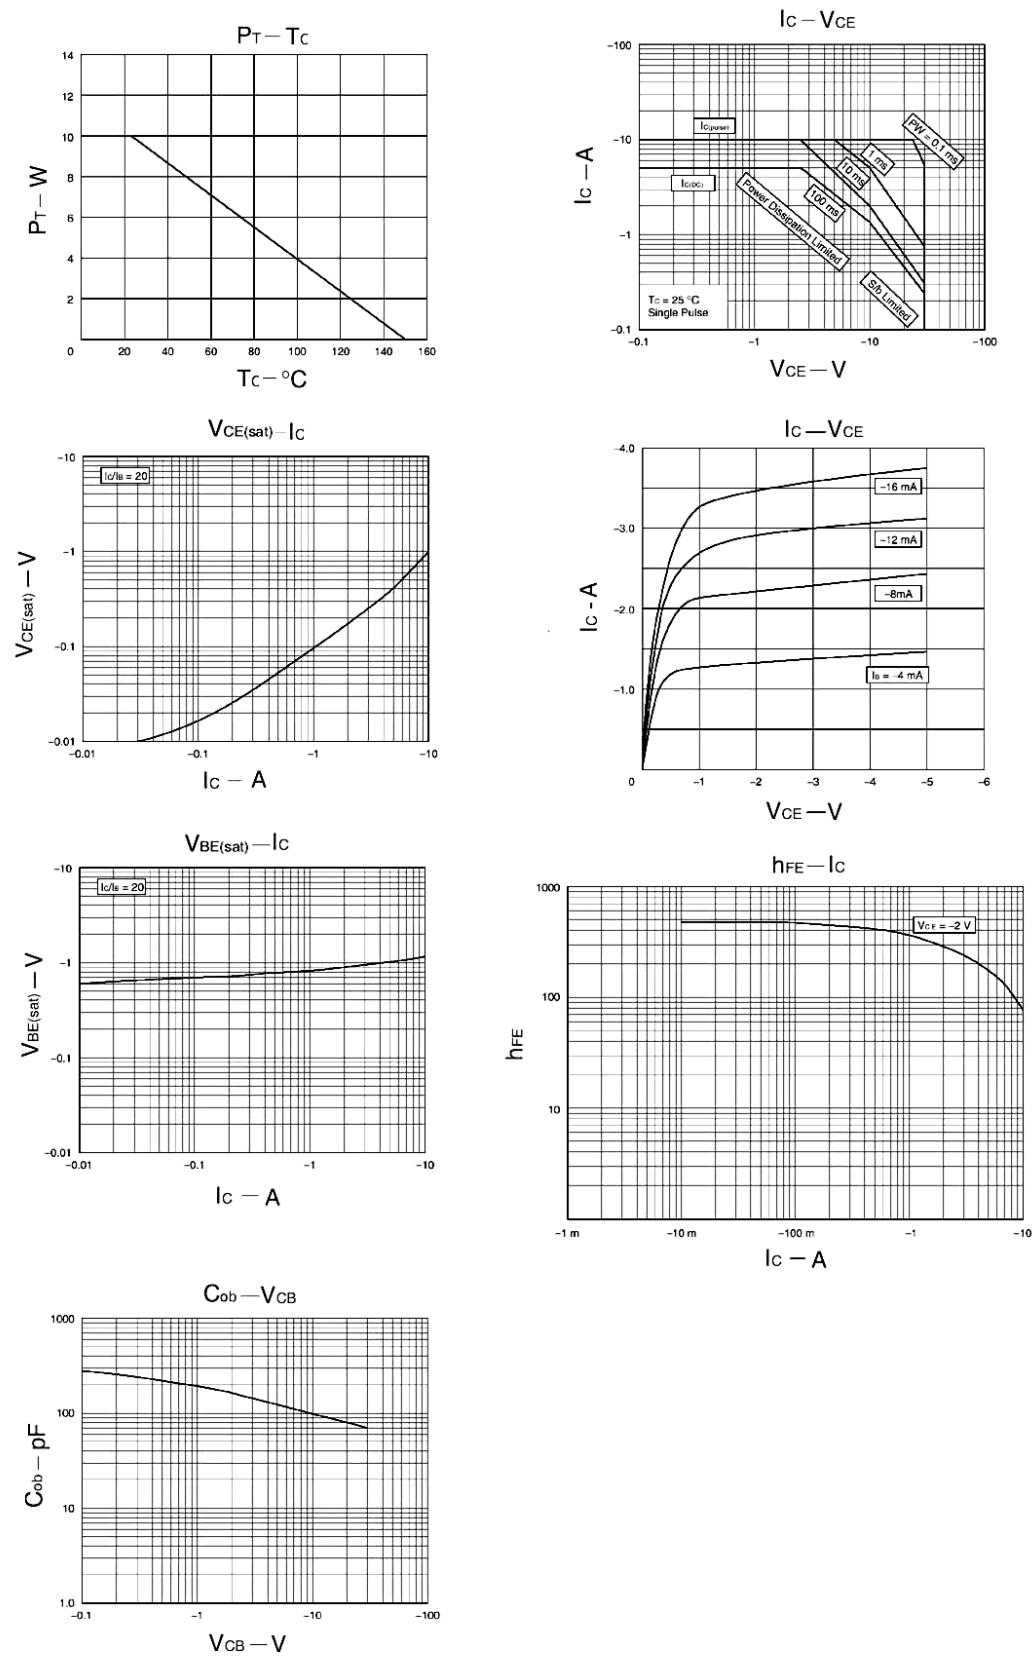 PT — TC
14
12
10
8
6
4
2
0 20 40 60 80 100 120 140 160
PT — W
TC — °C
IC — VCE
-100
-10
-1
-0.1
-0.1 -1 -10 -100
IC — A
VCE — V
IC(pulse)
IC(DC)
PW = 0.1 ms
1 ms
10 ms
100 ms
Power Dissipation Limited
S/b Limited
TC = 25 °C
Single Pulse
VCE(sat) — IC
IC/IB = 20
-10
-1
-0.1
-0.01
-0.01 -0.1 -1 -10
VCE(sat) — V
IC — A
IC — VCE
-4.0
-3.0
-2.0
-1.0
0 -1 -2 -3 -4 -5 -6
IC - A
VCE — V
-16 mA
-12 mA
-8mA
IB = -4 mA
VBE(sat) — IC
IC/IB = 20
-10
-1
-0.1
-0.01
-0.01 -0.1 -1 -10
VBE(sat) — V
IC — A
hFE — IC
VCE = -2 V
1000
100
10
-1 m -10 m -100 m -1 -10
hFE
IC — A
Cob — VCB
1000
100
10
1.0
-0.1 -1 -10 -100
Cob — pF
VCB — V